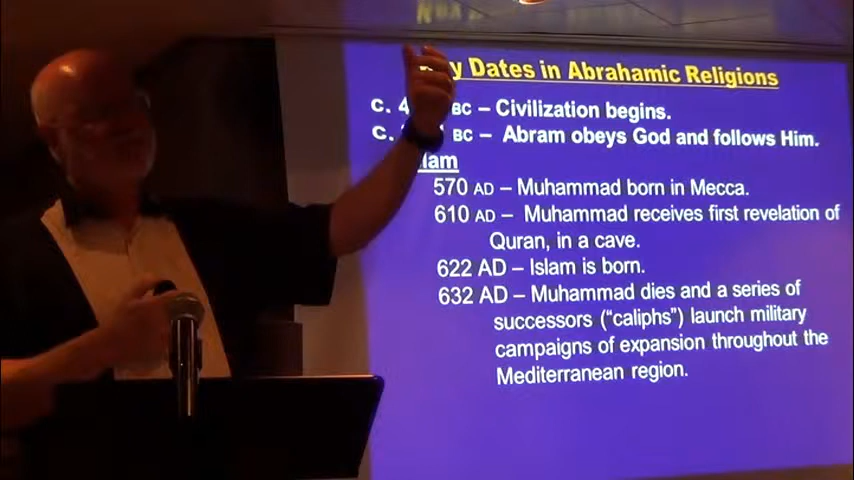 y Dates in Abrahamic Religions
c. 4 BC – Civilization begins.
c. BC – Abram obeys God and follows Him.
lam
570 AD – Muhammad born in Mecca.
610 AD – Muhammad receives first revelation of
Quran, in a cave.
622 AD – Islam is born.
632 AD – Muhammad dies and a series of
successors (“caliphs”) launch military
campaigns of expansion throughout the
Mediterranean region.